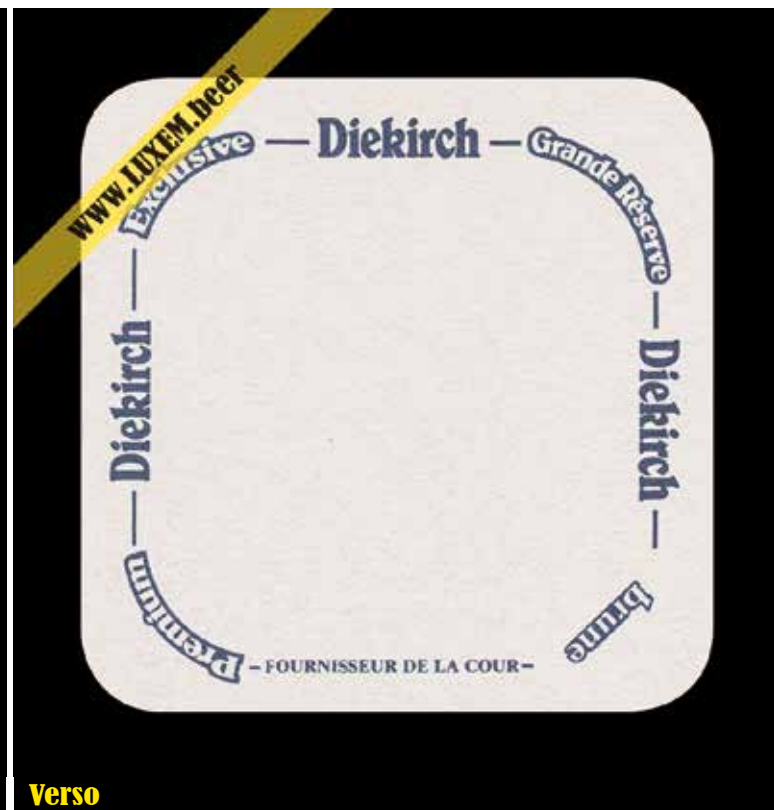 www.LUXEM.beer
Exclusive — Diekirch — Grande Réserve
— Diekirch —
brune
– FOURNISSEUR DE LA COUR –
Premium
— Diekirch —
Verso